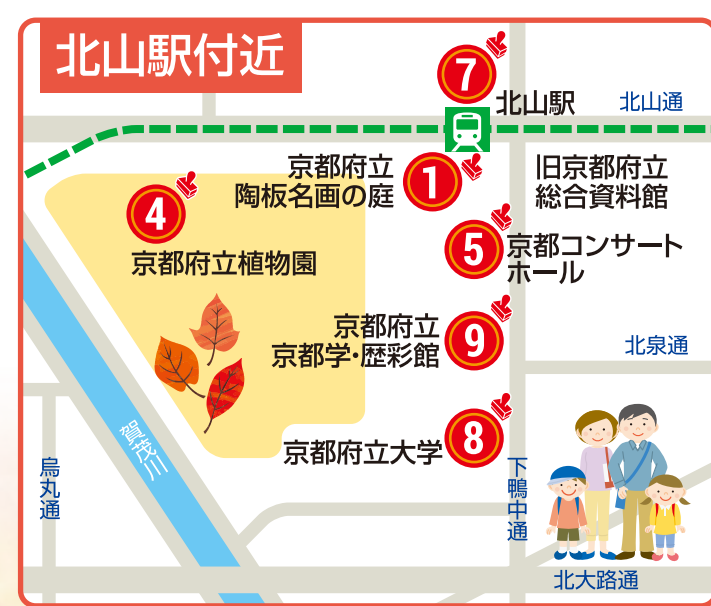 北山駅付近
7
北山駅
北山通
京都府立
陶板名画の庭
1
旧京都府立
総合資料館
4
京都府立植物園
5
京都コンサート
ホール
京都府立
京都学・歴彩館
9
北泉通
賀茂川
京都府立大学
8
烏丸通
下鴨中通
北大路通